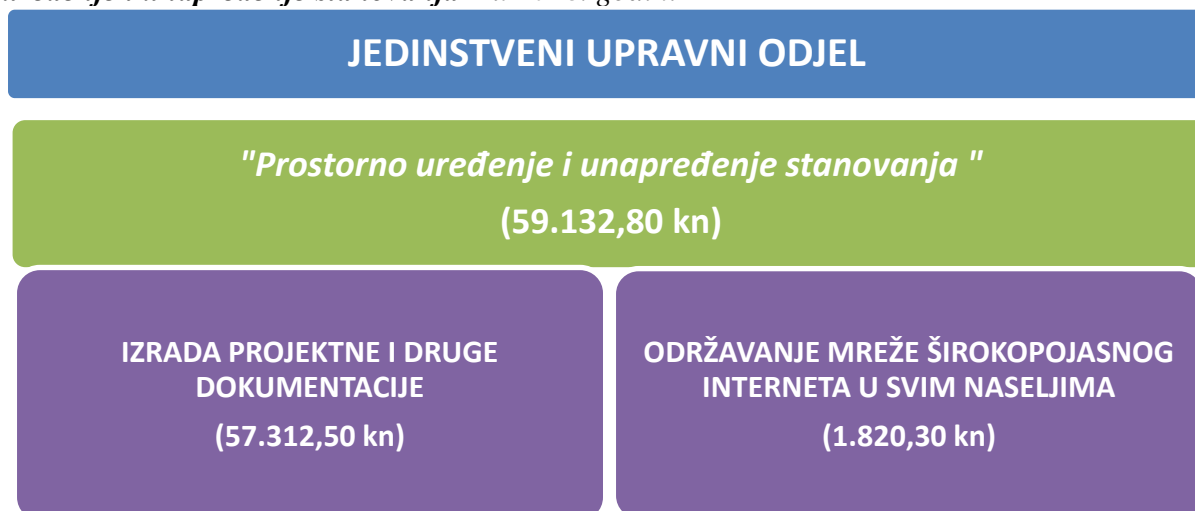 stanovanja
JEDINSTVENI UPRAVNI ODJEL
"Prostorno uređenje i unapređenje stanovanja "
(59.132,80 kn)
IZRADA PROJEKTNE I DRUGE
DOKUMENTACIJE
(57.312,50 kn)
ODRŽAVANJE MREŽE ŠIROKOPOJASNOG
INTERNETA U SVIM NASELJIMA
(1.820,30 kn)